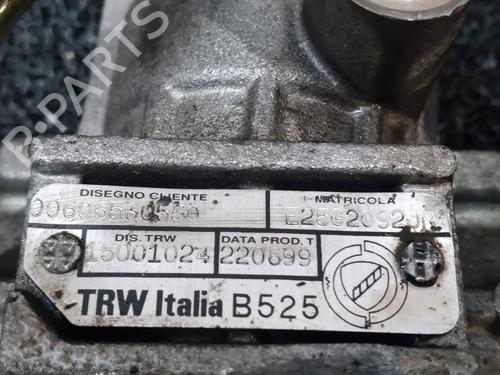 R-PARTS
DISEGNO CLIENTE MATRICOLA
DIS. TRW DATA PROD. T
15001024 220699
TRW Italia B525